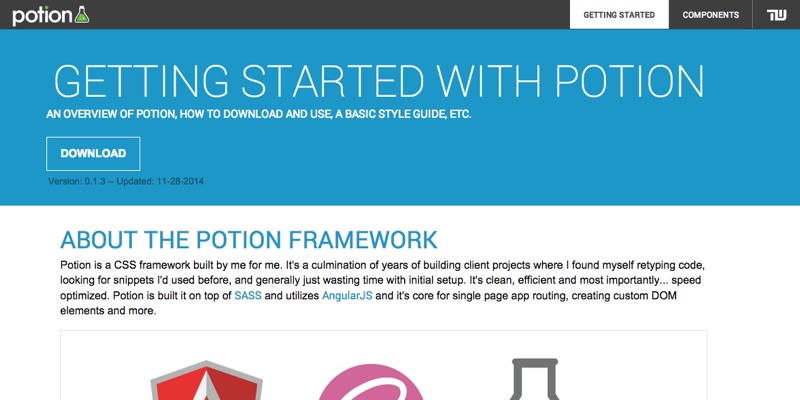 potion
GETTING STARTED
COMPONENTS
GETTING STARTED WITH POTION
AN OVERVIEW OF POTION, HOW TO DOWNLOAD AND USE, A BASIC STYLE GUIDE, ETC.
DOWNLOAD
Version: 0.1.3 – Updated: 11-28-2014
ABOUT THE POTION FRAMEWORK
Potion is a CSS framework built by me for me. It's a culmination of years of building client projects where I found myself retyping code,
looking for snippets I'd used before, and generally just wasting time with initial setup. It's clean, efficient and most importantly... speed
optimized. Potion is built it on top of SASS and utilizes AngularJS and it's core for single page app routing, creating custom DOM
elements and more.